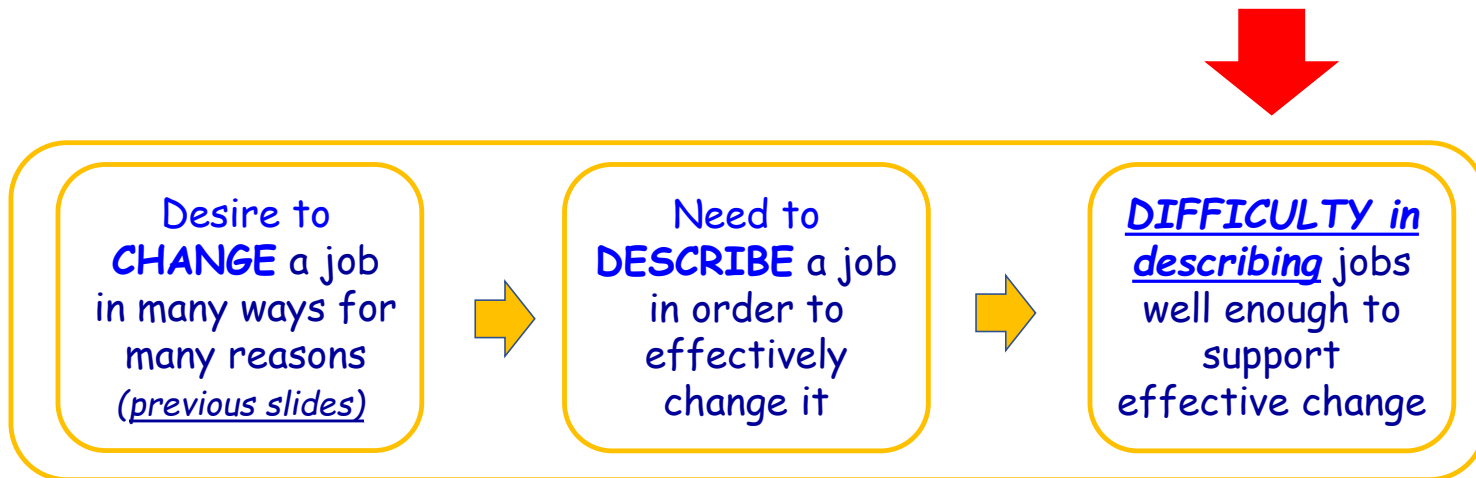 Desire to
CHANGE a job
in many ways for
many reasons
(previous slides)
Need to
DESCRIBE a job
in order to
effectively
change it
DIFFICULTY in
describing jobs
well enough to
support
effective change